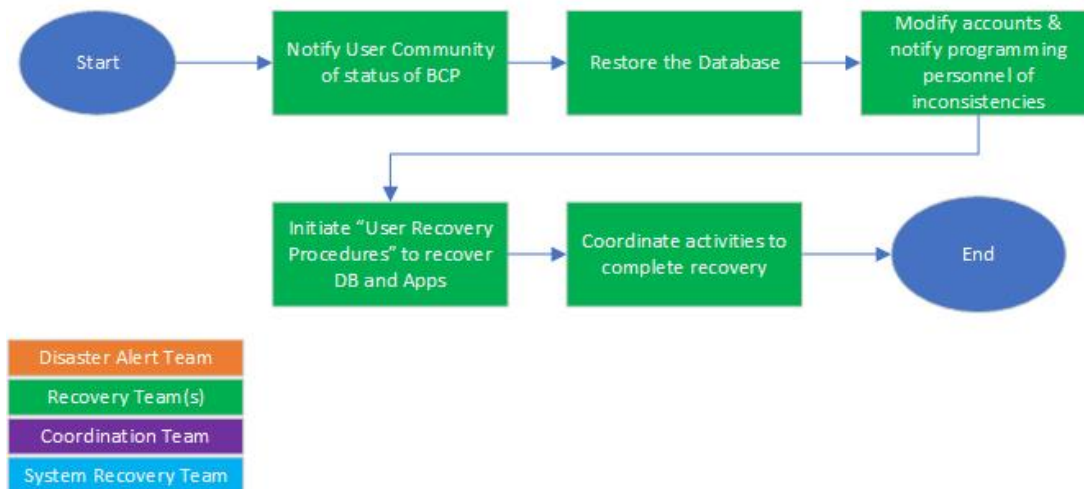 Start
Notify User Community
of status of BCP
Restore the Database
Modify accounts &
notify programming
personnel of
inconsistencies
Initiate “User Recovery
Procedures” to recover
DB and Apps
Coordinate activities to
complete recovery
End
Disaster Alert Team
Recovery Team(s)
Coordination Team
System Recovery Team